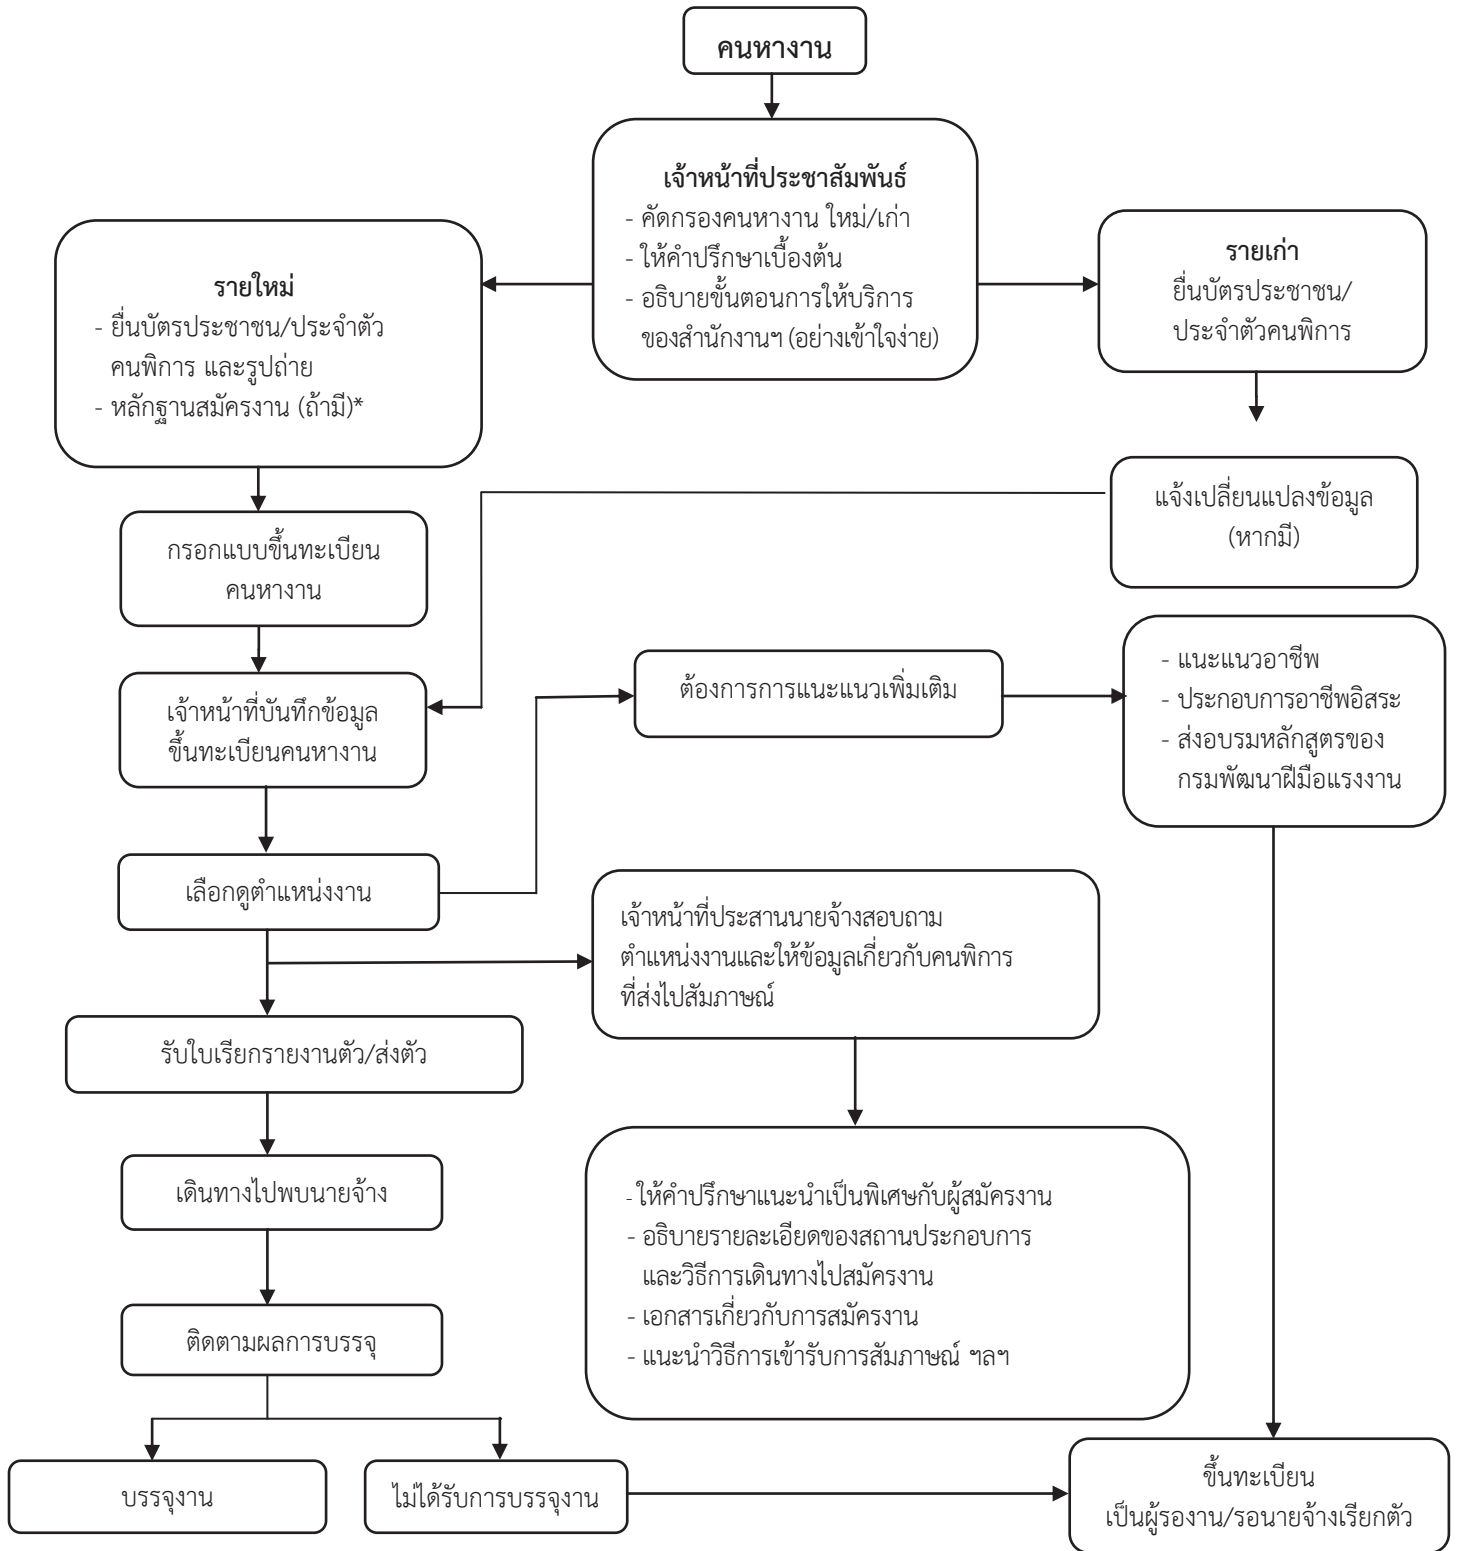 คนหางาน
เจ้าหน้าที่ประชาสัมพันธ์
- คัดกรองคนหางาน ใหม่/เก่า
- ให้คำปรึกษาเบื้องต้น
- อธิบายขั้นตอนการให้บริการ
ของสำนักงานฯ (อย่างเข้าใจง่าย)
รายใหม่
- ยื่นบัตรประชาชน/ประจำตัว
คนพิการ และรูปถ่าย
- หลักฐานสมัครงาน (ถ้ามี)*
รายเก่า
ยื่นบัตรประชาชน/
ประจำตัวคนพิการ
แจ้งเปลี่ยนแปลงข้อมูล
(หากมี)
กรอกแบบขึ้นทะเบียน
คนหางาน
เจ้าหน้าที่บันทึกข้อมูล
ขึ้นทะเบียนคนหางาน
ต้องการการแนะแนวเพิ่มเติม
- แนะแนวอาชีพ
- ประกอบการอาชีพอิสระ
- ส่งอบรมหลักสูตรของ
กรมพัฒนาฝีมือแรงงาน
เลือกดูตำแหน่งงาน
เจ้าหน้าที่ประสานนายจ้างสอบถาม
ตำแหน่งงานและให้ข้อมูลเกี่ยวกับคนพิการ
ที่ส่งไปสัมภาษณ์
รับใบเรียกรายงานตัว/ส่งตัว
เดินทางไปพบนายจ้าง
- ให้คำปรึกษาแนะนำเป็นพิเศษกับผู้สมัครงาน
- อธิบายรายละเอียดของสถานประกอบการ
และวิธีการเดินทางไปสมัครงาน
- เอกสารเกี่ยวกับการสมัครงาน
- แนะนำวิธีการเข้ารับการสัมภาษณ์ ฯลฯ
ติดตามผลการบรรจุ
บรรจุงาน
ไม่ได้รับการบรรจุงาน
ขึ้นทะเบียน
เป็นผู้รองาน/รอนายจ้างเรียกตัว